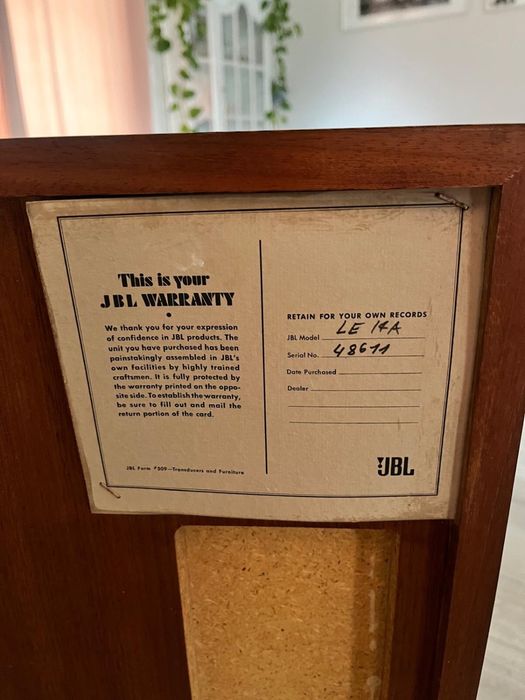 This is your
JBL WARRANTY
We thank you for your expression
of confidence in JBL products. The
unit you have purchased has been
painstakingly assembled in JBL's
own facilities by highly trained
craftsmen. It is fully protected by
the warranty printed on the oppo-
site side. To establish the warranty,
be sure to fill out and mail the
return portion of the card.
JBL Form #509—Transducers and Furniture
RETAIN FOR YOUR OWN RECORDS
JBL Model LE 14A
Serial No. 48611
Date Purchased
Dealer
JBL